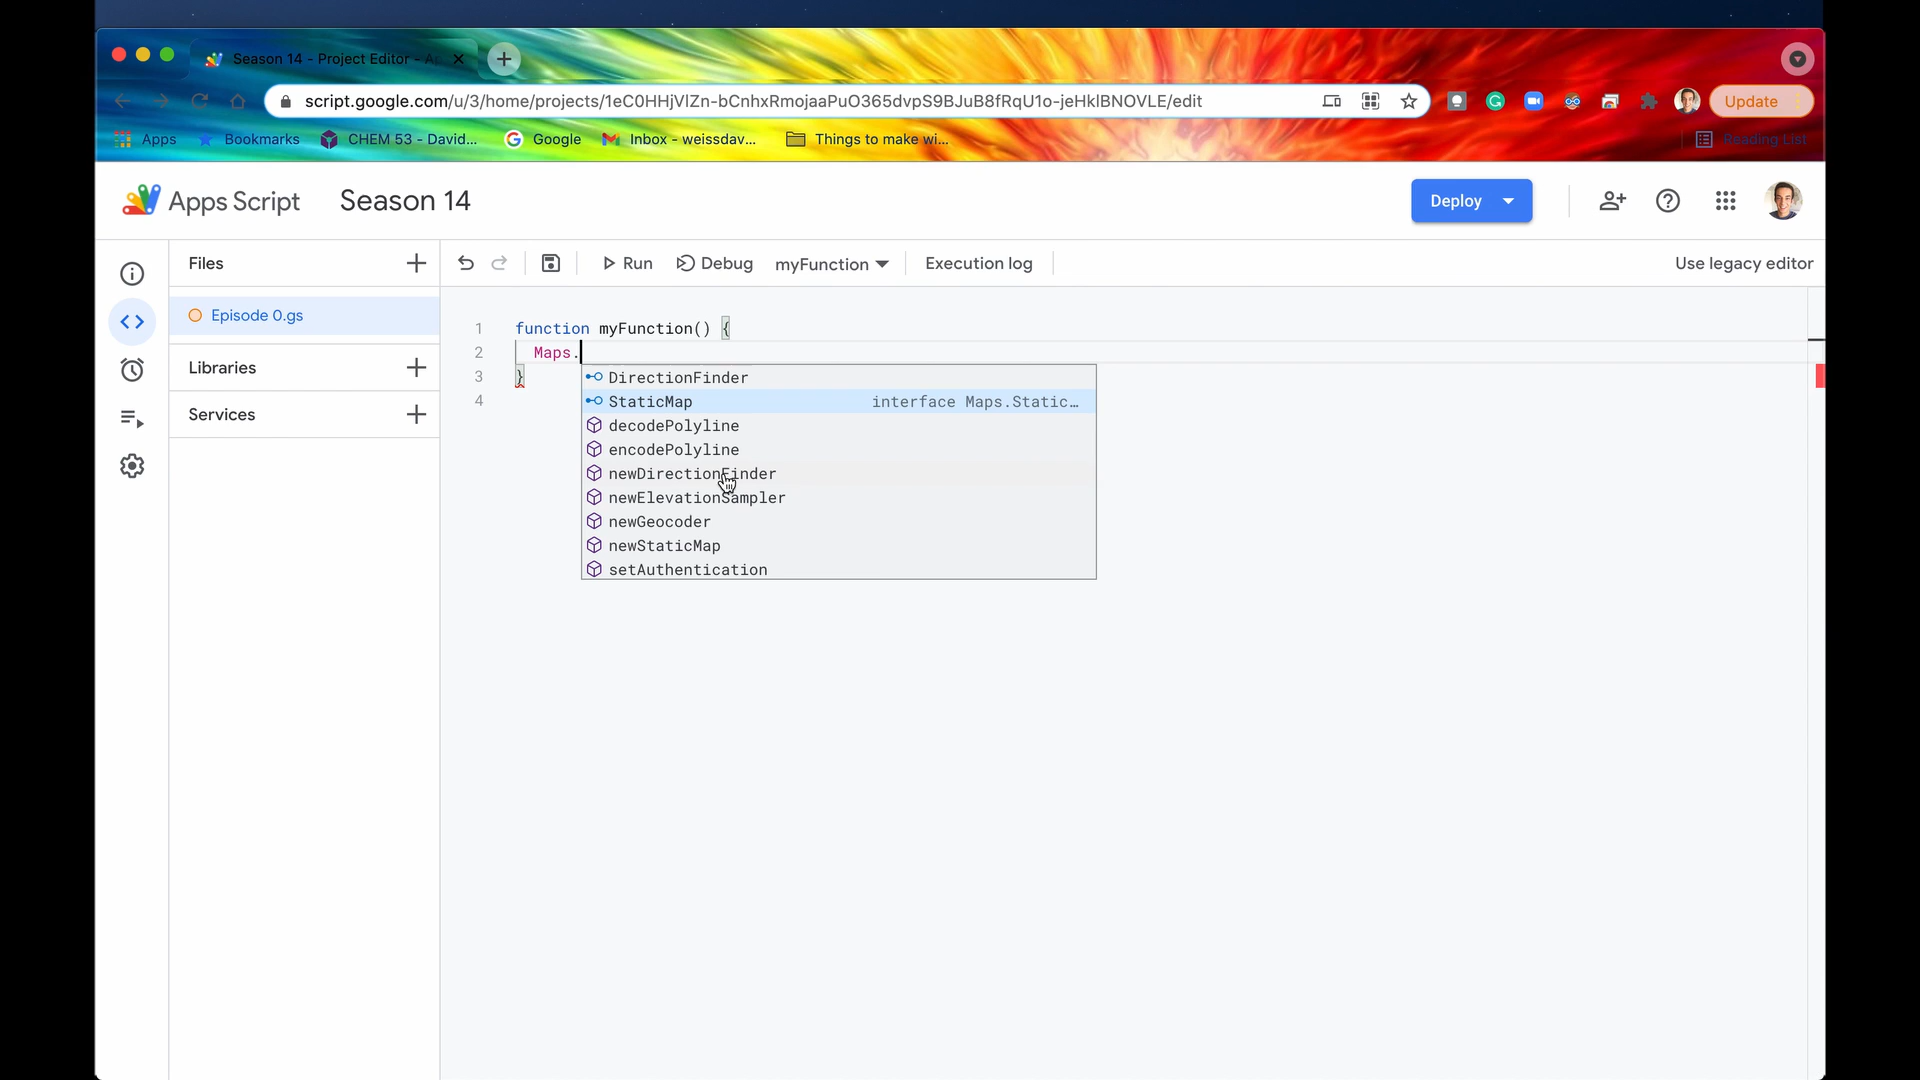 Season 14 - Project Editor - A
script.google.com/u/3/home/projects/1eC0HHjVlZn-bCnhxRmojaaPuO365dvpS9BJuB8fRqU1o-jeHklBNOVLE/edit
Update
Apps
Bookmarks
CHEM 53 - David...
Google
Inbox - weissdav...
Things to make wi...
Reading List
Apps Script
Season 14
Deploy
Files
Run
Debug
myFunction
Execution log
Use legacy editor
Episode 0.gs
Libraries
Services
1 function myFunction() {
2 Maps.
3 }
4
DirectionFinder
StaticMap interface Maps.Static…
decodePolyline
encodePolyline
newDirectionFinder
newElevationSampler
newGeocoder
newStaticMap
setAuthentication